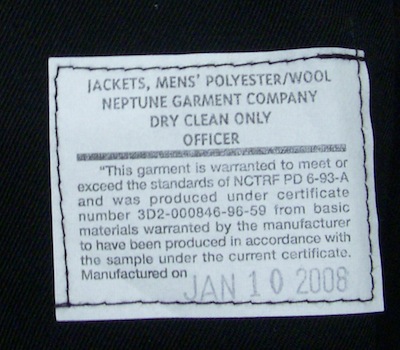 JACKETS, MENS' POLYESTER/WOOL
NEPTUNE GARMENT COMPANY
DRY CLEAN ONLY
OFFICER
"This garment is warranted to meet or
exceed the standards of NCTRF PD 6-93-A
and was produced under certificate
number 3D2-000846-96-59 from basic
materials warranted by the manufacturer
to have been produced in accordance with
the sample under the current certificate.
Manufactured on JAN 10 2008